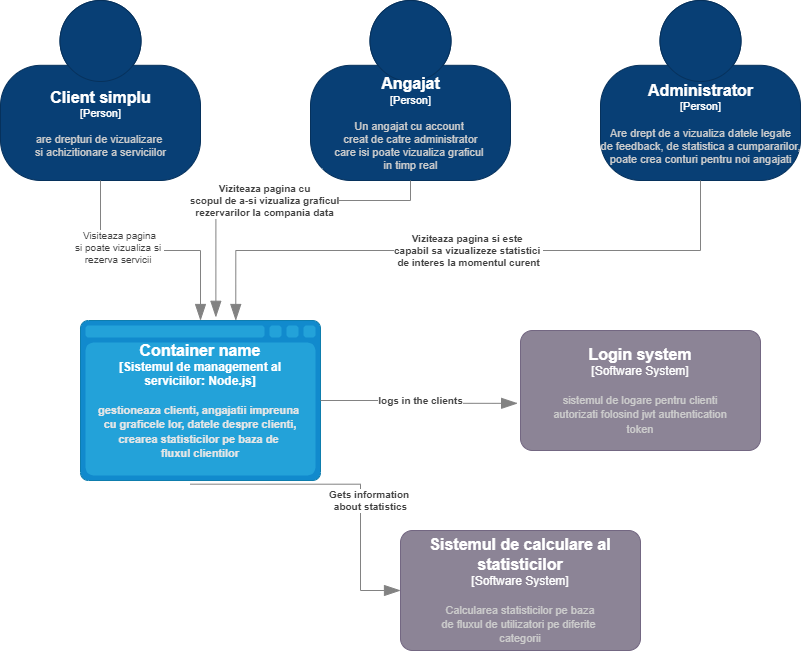 Client simplu
[Person]
are drepturi de vizualizare
si achizitionare a serviciilor
Angajat
[Person]
Un angajat cu account
creat de catre administrator
care isi poate vizualiza graficul
in timp real
Administrator
[Person]
Are drept de a vizualiza datele legate
de feedback, de statistica a cumpararilor,
poate crea conturi pentru noi angajati
Visiteaza pagina
si poate vizualiza si
rezerva servicii
Viziteaza pagina cu
scopul de a-si vizualiza graficul
rezervarilor la compania data
Viziteaza pagina si este
capabil sa vizualizeze statistici
de interes la momentul curent
Container name
[Sistemul de management al
serviciilor: Node.js]
gestioneaza clienti, angajatii impreuna
cu graficele lor, datele despre clienti,
crearea statisticilor pe baza de
fluxul clientilor
logs in the clients
Login system
[Software System]
sistemul de logare pentru clienti
autorizati folosind jwt authentication
token
Gets information
about statistics
Sistemul de calculare al
statisticilor
[Software System]
Calcularea statisticilor pe baza
de fluxul de utilizatori pe diferite
categorii